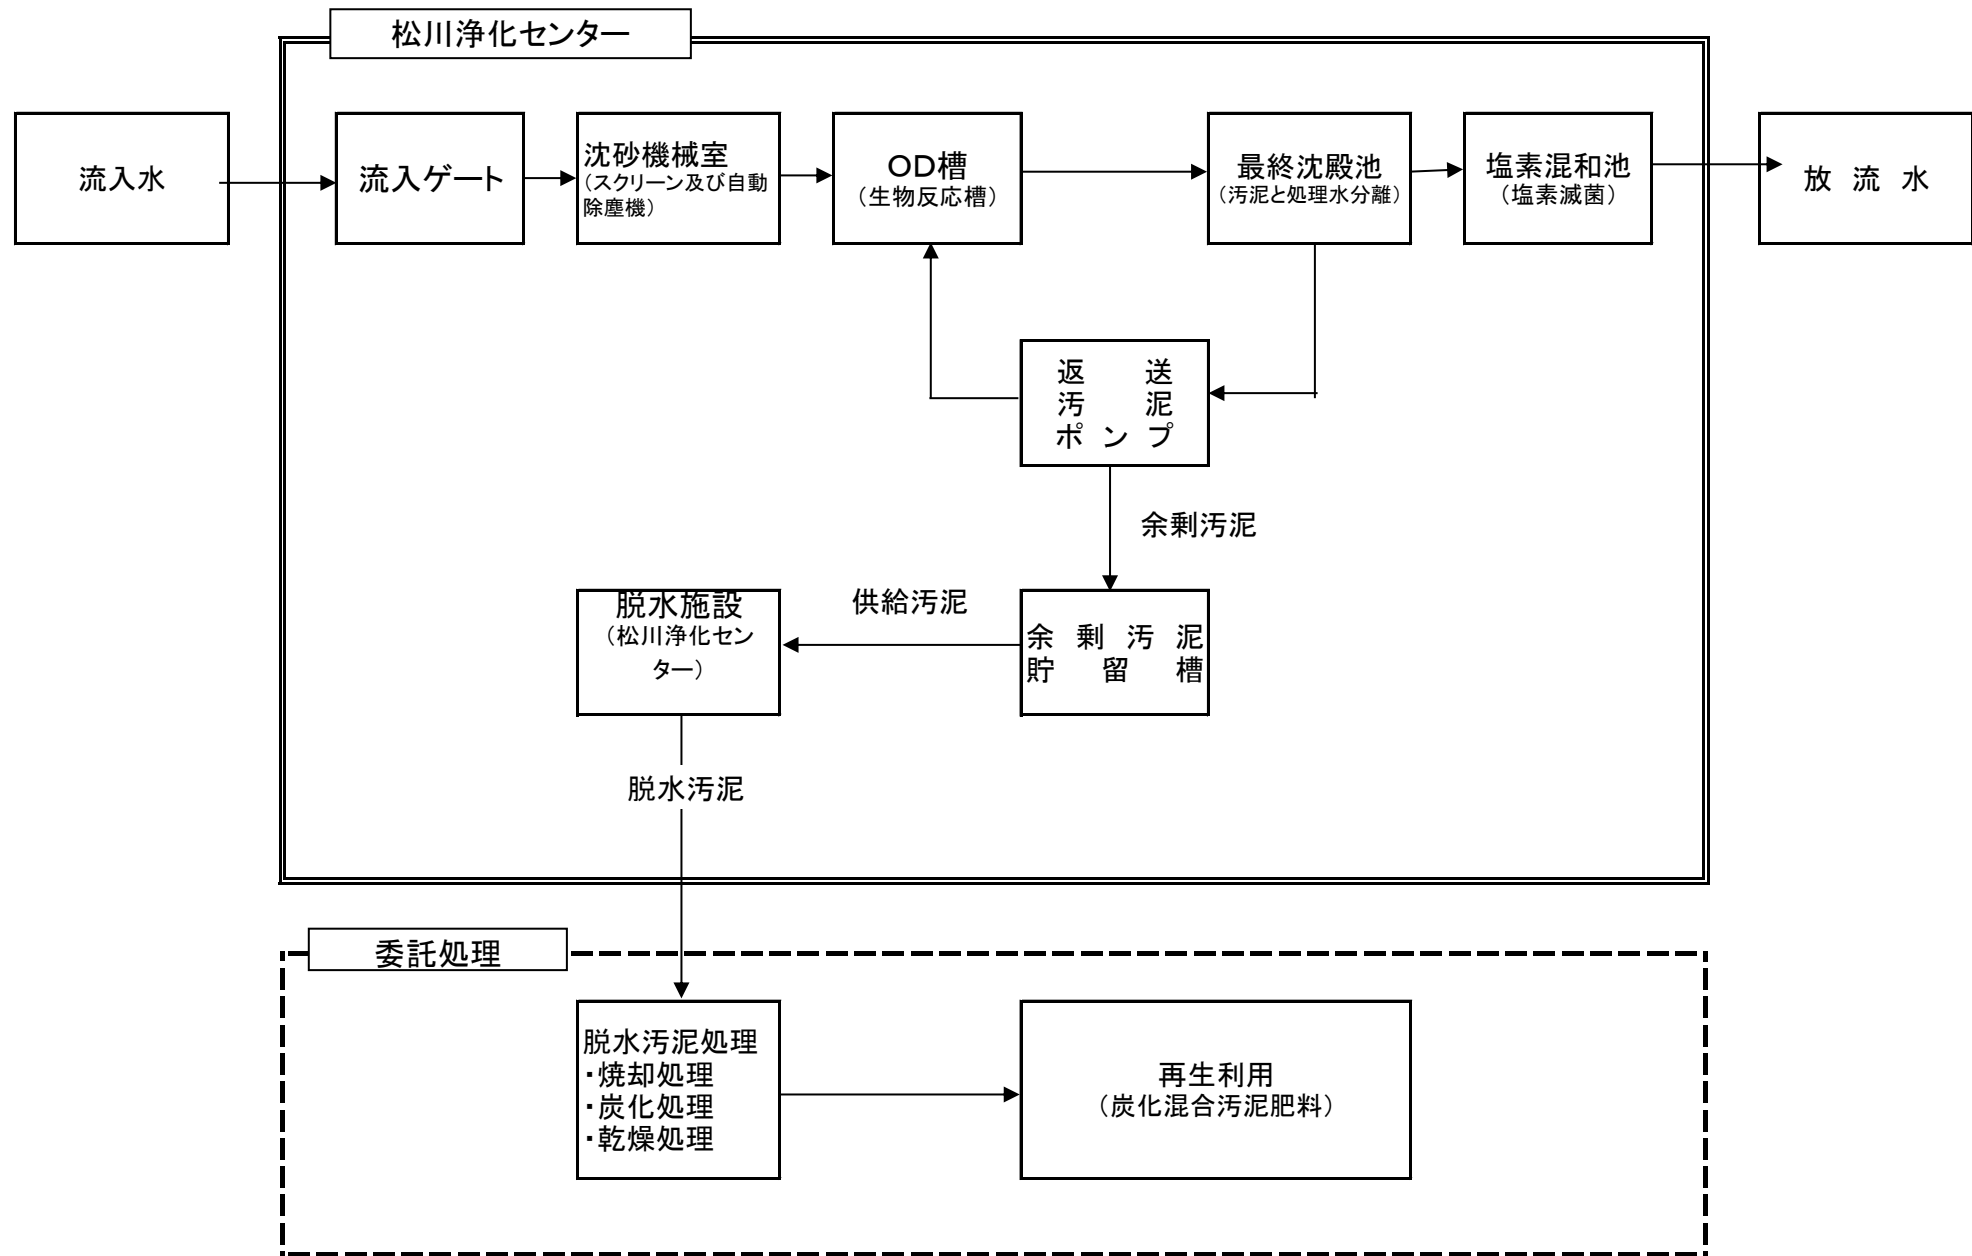 松川浄化センター
流入水
流入ゲート
沈砂機械室
（スクリーン及び自動
除塵機）
OD槽
（生物反応槽）
最終沈殿池
（汚泥と処理水分離）
塩素混和池
（塩素滅菌）
放流水
返送
汚泥
ポンプ
余剰汚泥
脱水施設
（松川浄化セン
ター）
供給汚泥
余剰汚泥
貯留槽
脱水汚泥
委託処理
脱水汚泥処理
・焼却処理
・炭化処理
・乾燥処理
再生利用
（炭化混合汚泥肥料）